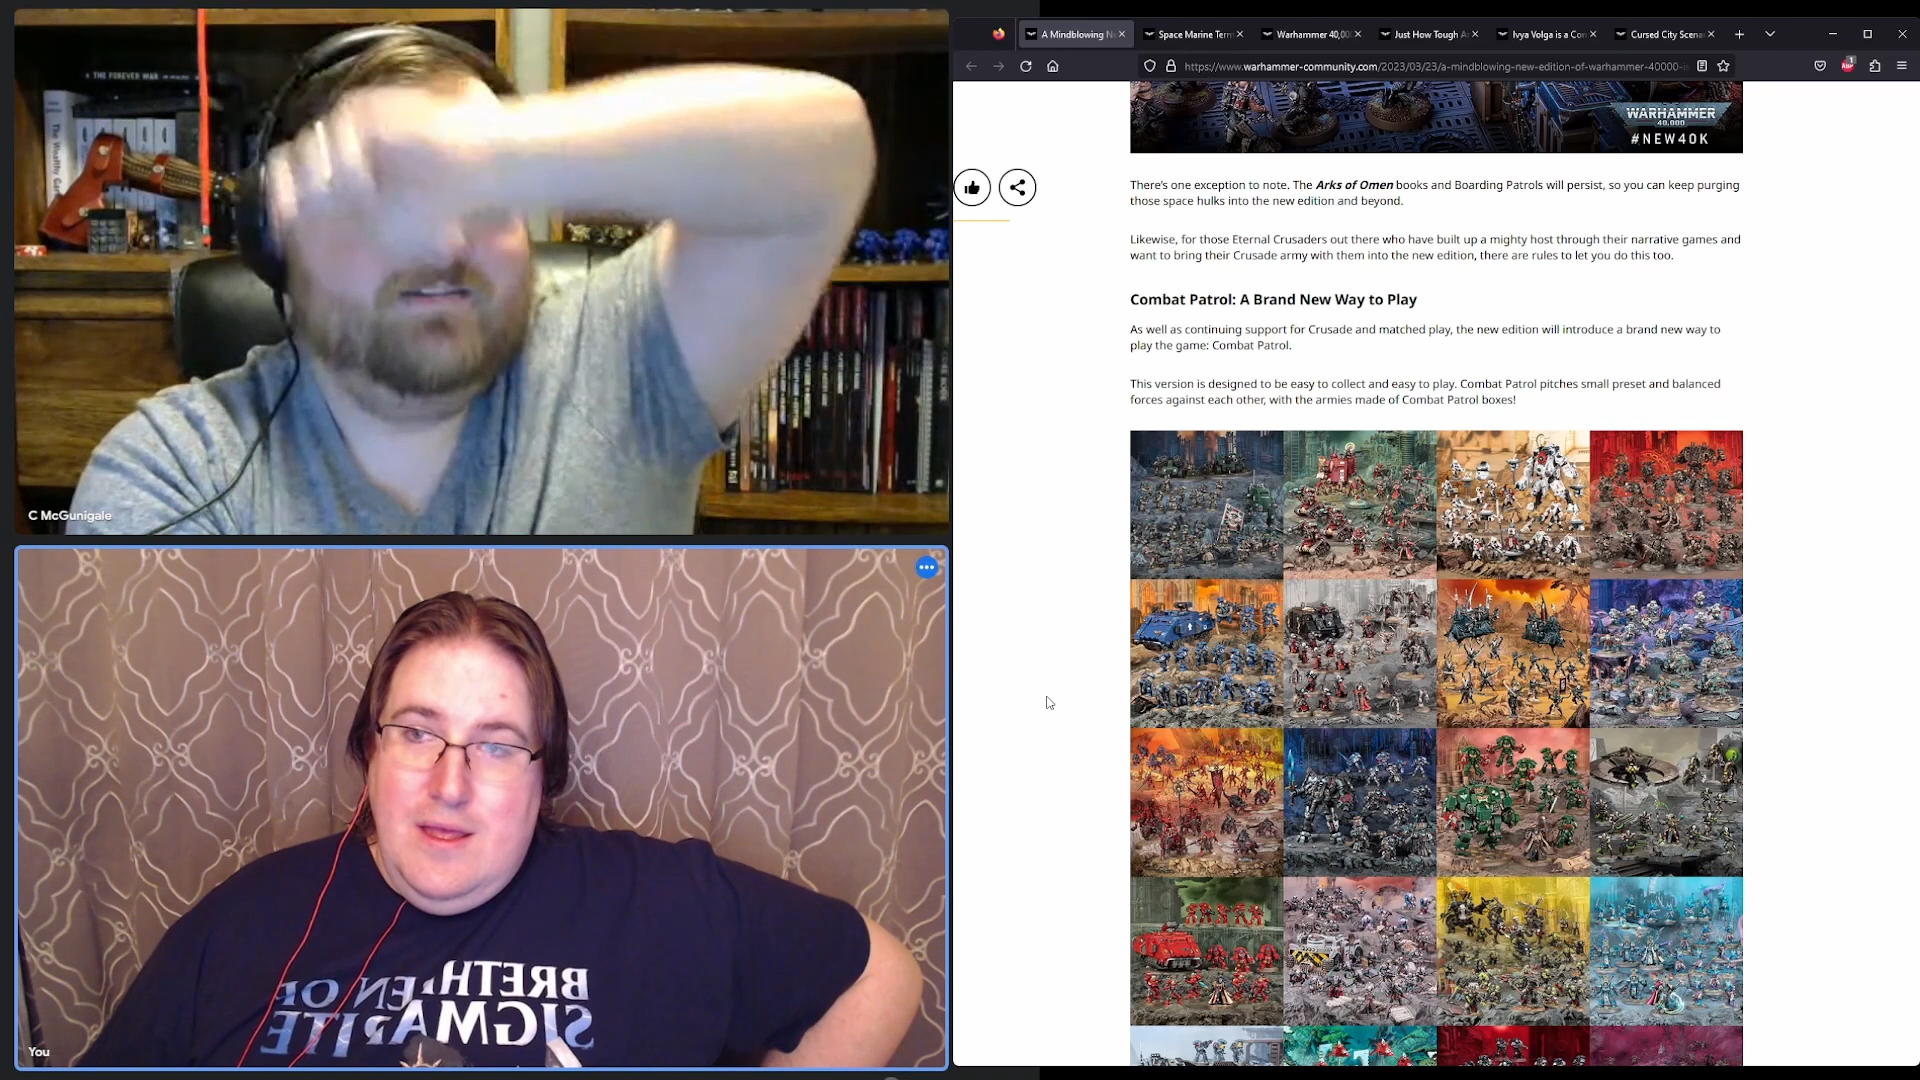 THE FOREVER WAR
The Wealthy
C McGunigale
BRETHREN OF
SIGMARITE
You
A Mindblowing N
Space Marine Tern
Warhammer 40,00
Just How Tough A
Ivya Volga is a Con
Cursed City Scena
https://www.warhammer-community.com/2023/03/23/a-mindblowing-new-edition-of-warhammer-40000-
WARHAMMER
40,000
#NEW40K
There's one exception to note. The Arks of Omen books and Boarding Patrols will persist, so you can keep purging
those space hulks into the new edition and beyond.
Likewise, for those Eternal Crusaders out there who have built up a mighty host through their narrative games and
want to bring their Crusade army with them into the new edition, there are rules to let you do this too.
Combat Patrol: A Brand New Way to Play
As well as continuing support for Crusade and matched play, the new edition will introduce a brand new way to
play the game: Combat Patrol.
This version is designed to be easy to collect and easy to play. Combat Patrol pitches small preset and balanced
forces against each other, with the armies made of Combat Patrol boxes!